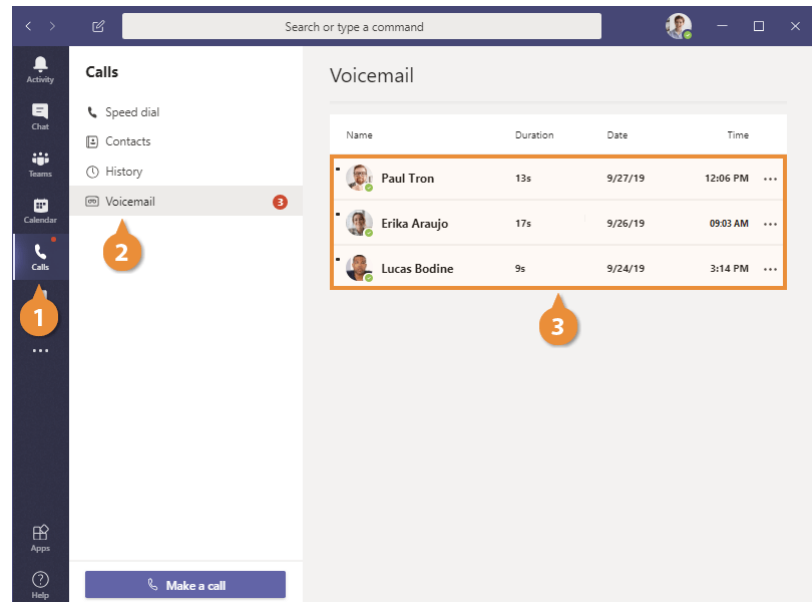 Search or type a command
Activity
Chat
Teams
Calendar
Calls
1
Apps
Help
Calls
Speed dial
Contacts
History
Voicemail 3
2
Make a call
Voicemail
Name Duration Date Time
Paul Tron 13s 9/27/19 12:06 PM
Erika Araujo 17s 9/26/19 09:03 AM
Lucas Bodine 9s 9/24/19 3:14 PM
3